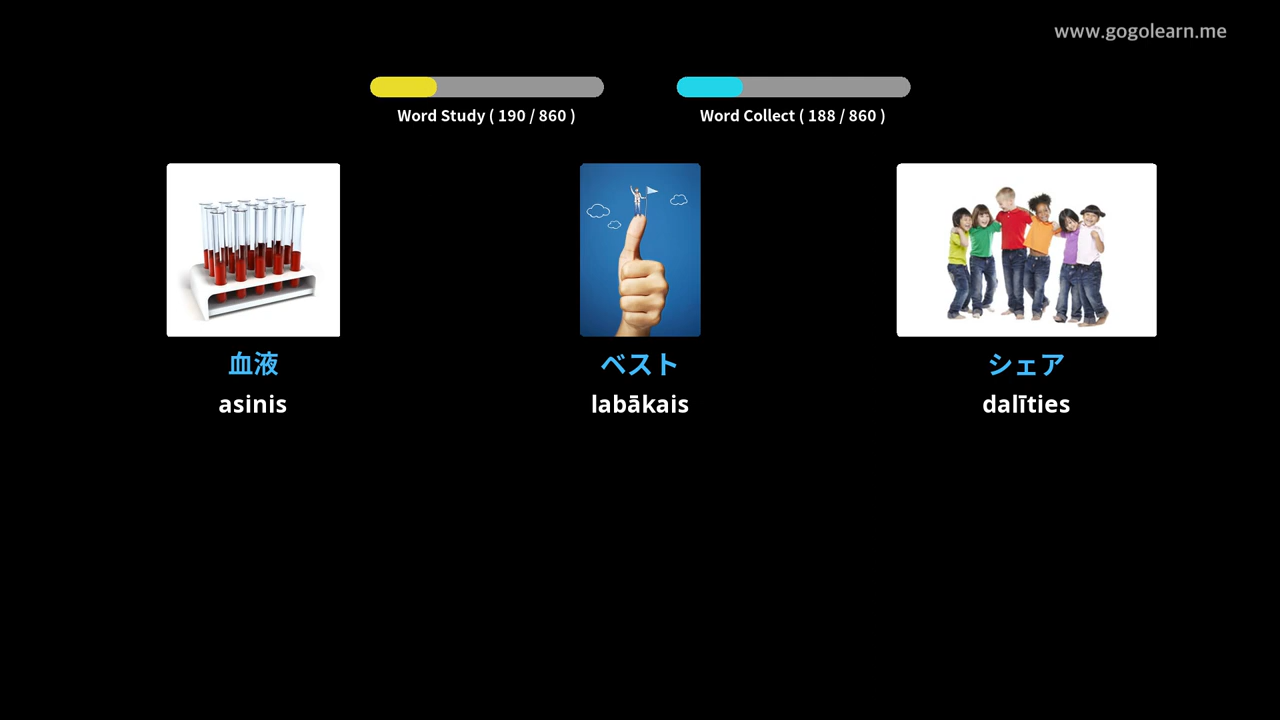 www.gogolearn.me
Word Study ( 190 / 860 )
Word Collect ( 188 / 860 )
血液
ベスト
シェア
asinis
labākais
dalīties